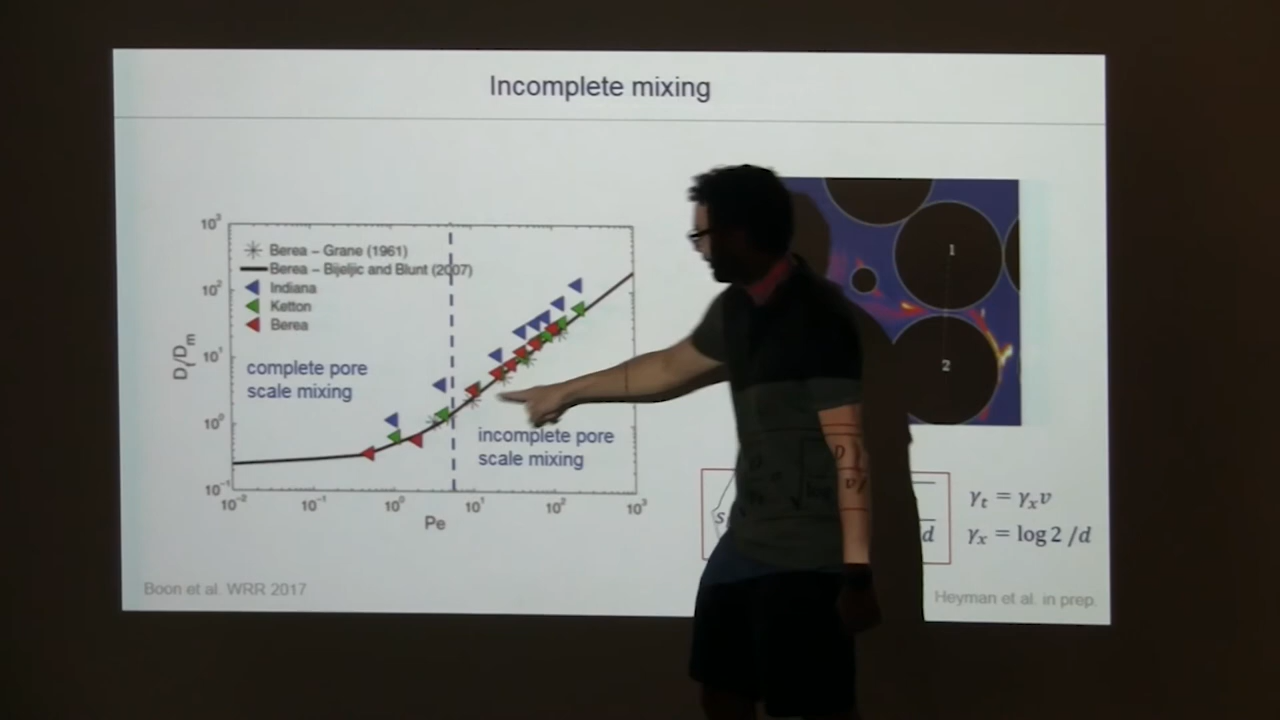 Incomplete mixing
10³
10²
10¹
10⁰
10⁻¹
D_l/D_m
Berea – Grane (1961)
Berea – Bijeljic and Blunt (2007)
Indiana
Ketton
Berea
complete pore
scale mixing
incomplete pore
scale mixing
10⁻² 10⁻¹ 10⁰ 10¹ 10² 10³
Pe
1
2
γ_t = γ_x v
γ_x = log 2 /d
d
Boon et al. WRR 2017
Heyman et al. in prep.